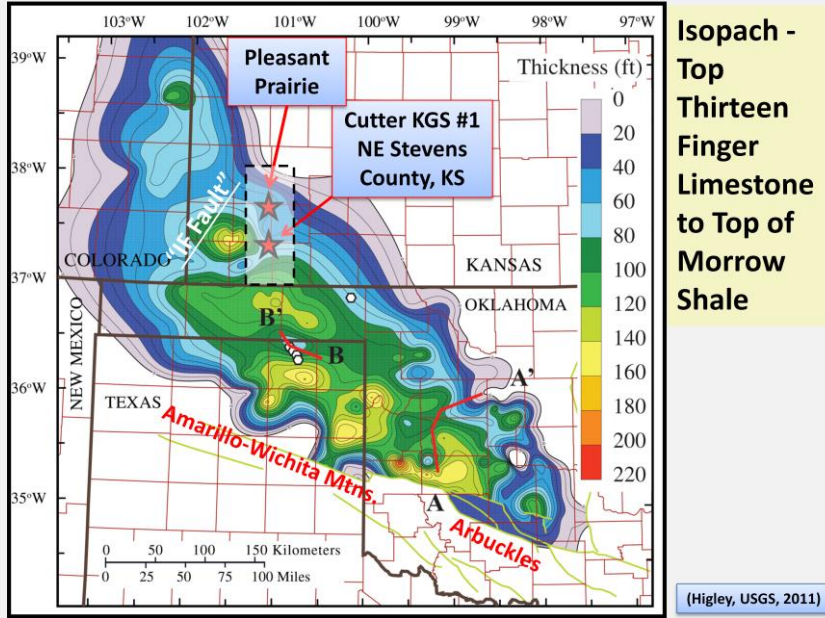 103°W 102°W 101°W 100°W 99°W 98°W 97°W
39°W
38°W
37°W
36°W
35°W
Pleasant
Prairie
Cutter KGS #1
NE Stevens
County, KS
Thickness (ft)
0
20
40
60
80
100
120
140
160
180
200
220
"JF Fault"
COLORADO
KANSAS
OKLAHOMA
NEW MEXICO
TEXAS
B'
B
A'
A
Amarillo-Wichita Mtns.
Arbuckles
0 50 100 150 Kilometers
0 25 50 75 100 Miles
Isopach -
Top
Thirteen
Finger
Limestone
to Top of
Morrow
Shale
(Higley, USGS, 2011)